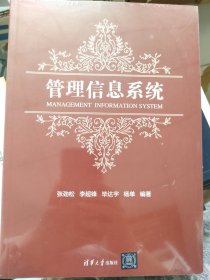 管理信息系统
MANAGEMENT INFORMATION SYSTEM
张劲松 李超锋 毕达宇 杨单 编著
清华大学出版社